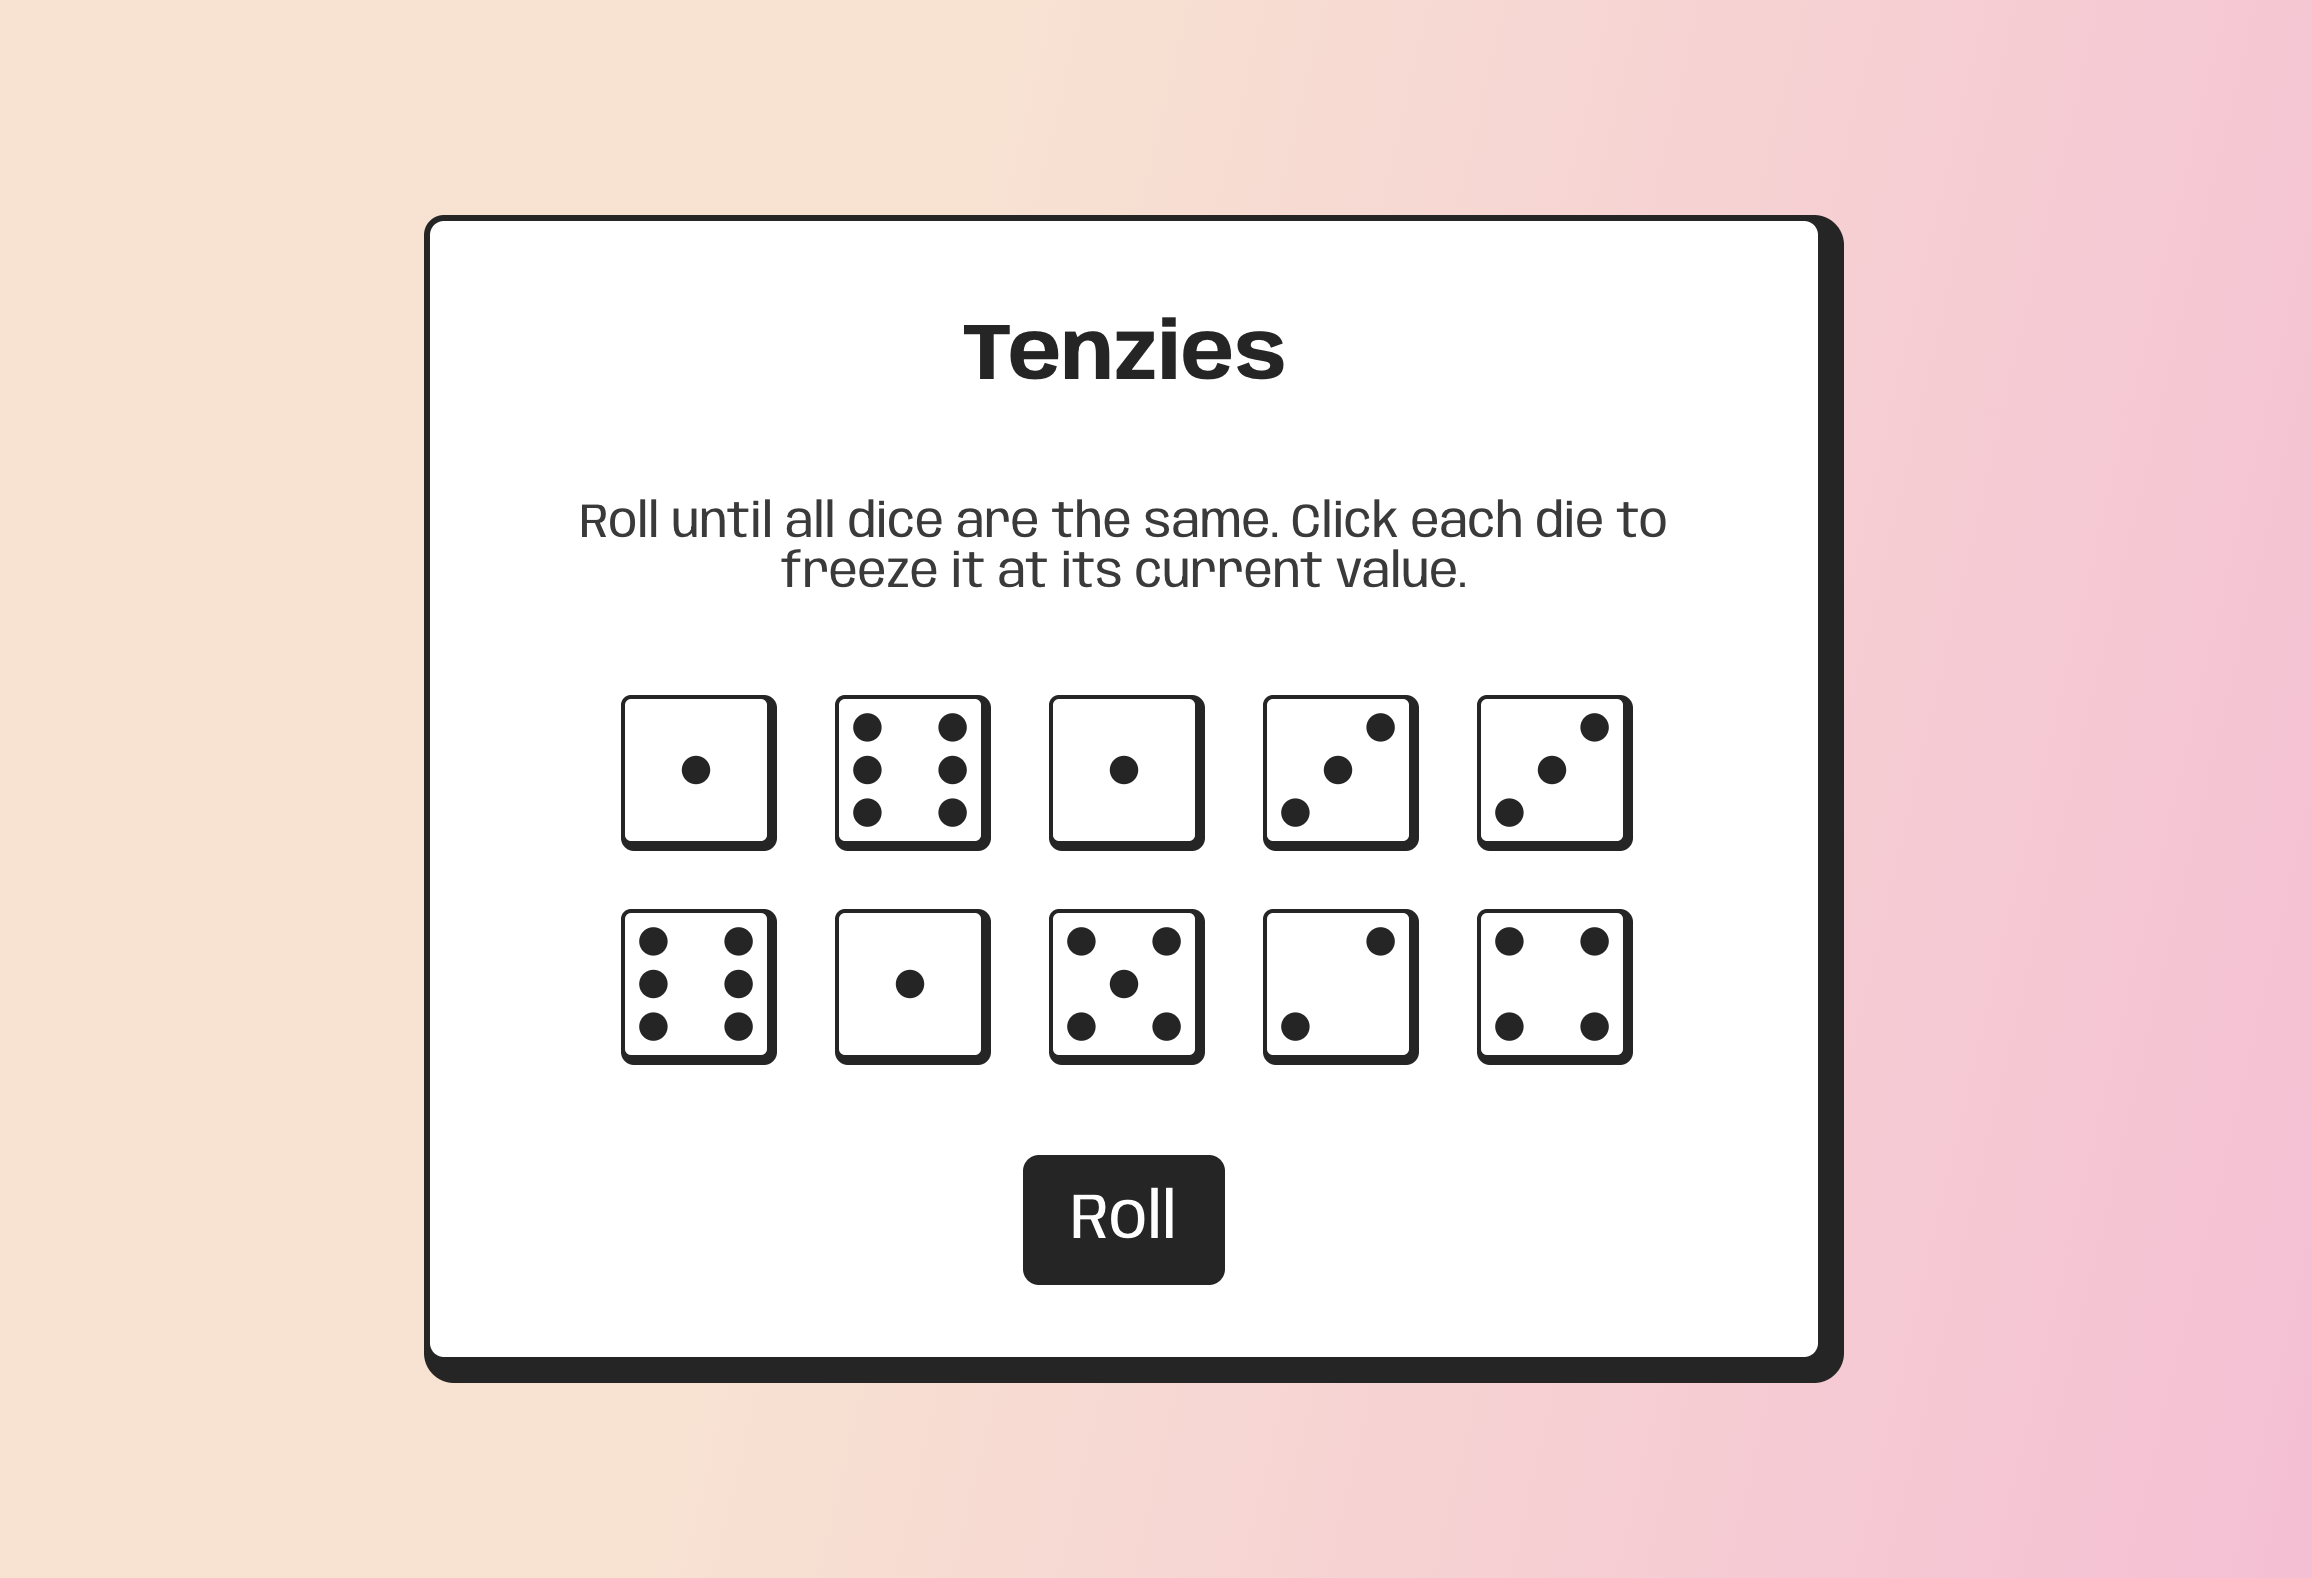 Tenzies
Roll until all dice are the same. Click each die to
freeze it at its current value.
Roll